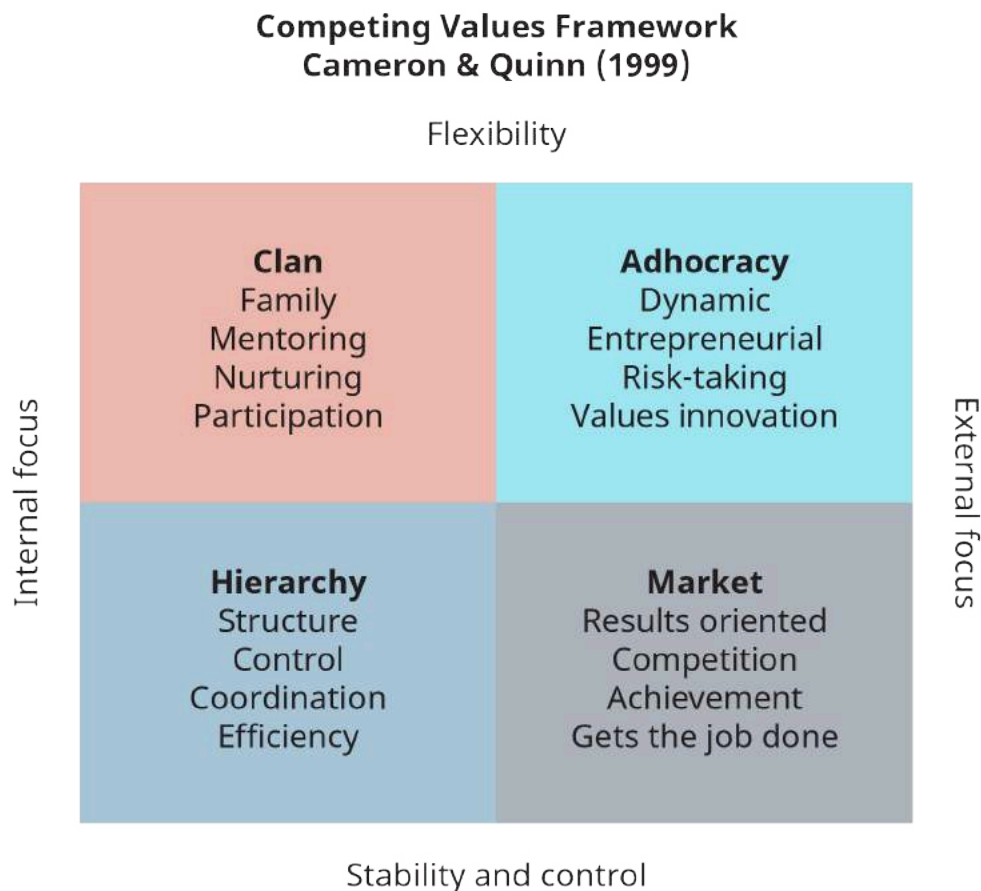 Competing Values Framework
Cameron & Quinn (1999)
Flexibility
Internal focus
Clan
Family
Mentoring
Nurturing
Participation
Adhocracy
Dynamic
Entrepreneurial
Risk-taking
Values innovation
External focus
Hierarchy
Structure
Control
Coordination
Efficiency
Market
Results oriented
Competition
Achievement
Gets the job done
Stability and control